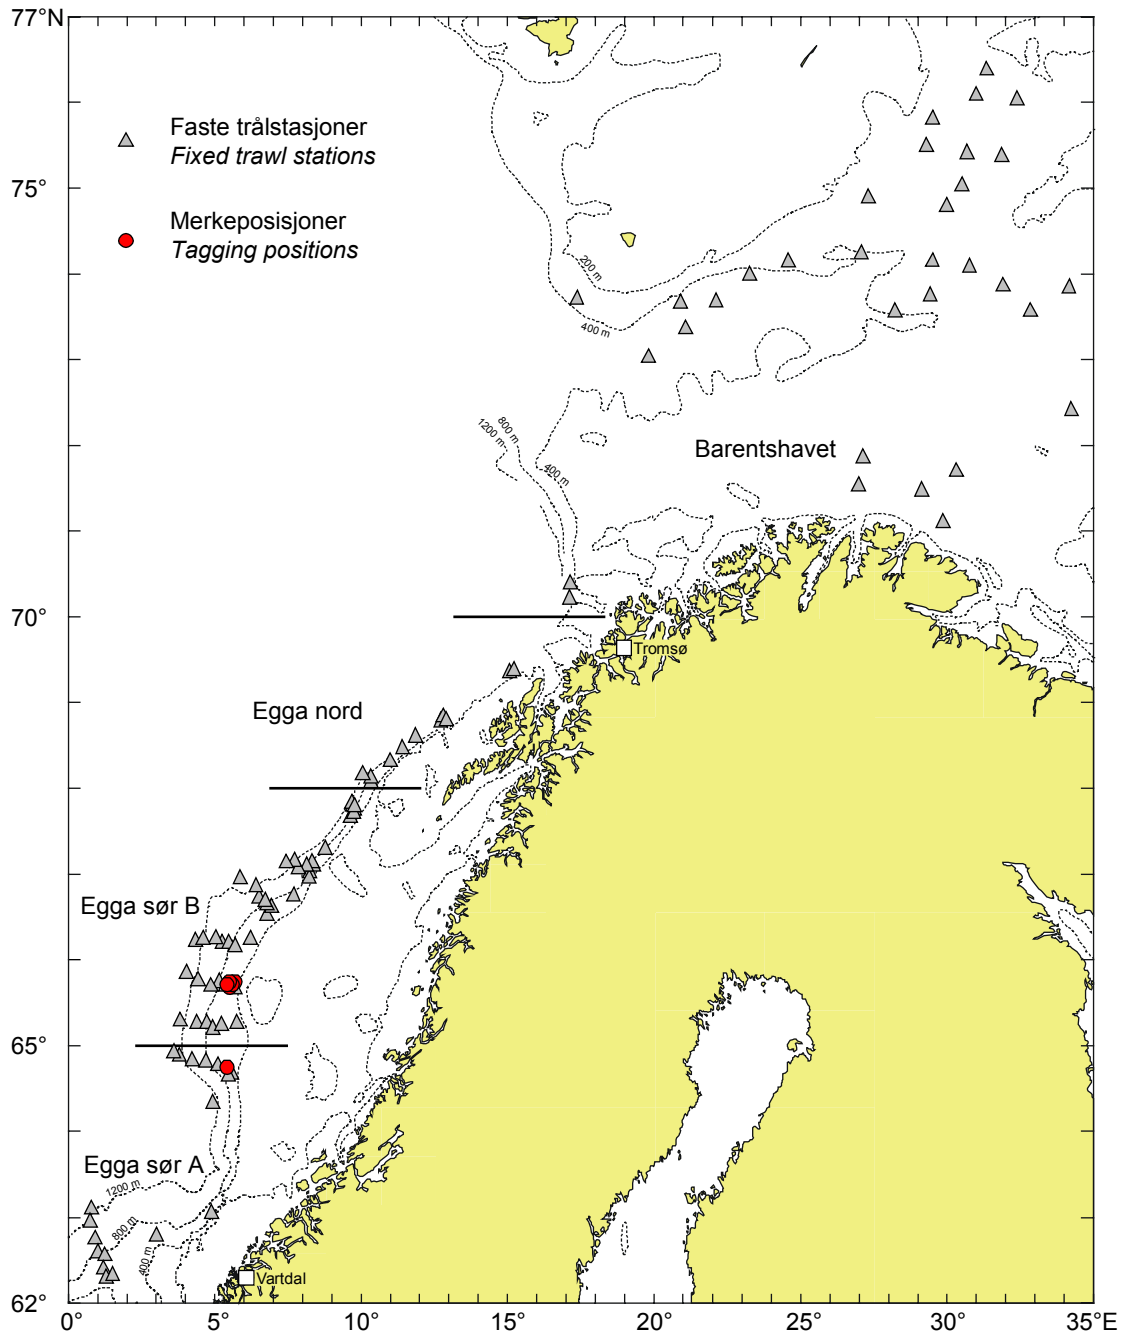 77°N
Faste trålstasjoner
Fixed trawl stations
75°
Merkeposisjoner
Tagging positions
200 m
400 m
800 m
1200 m
400 m
Barentshavet
70°
Tromsø
Egga nord
Egga sør B
65°
Egga sør A
1200 m
800 m
400 m
Vartdal
62°
0°
5°
10°
15°
20°
25°
30°
35°E